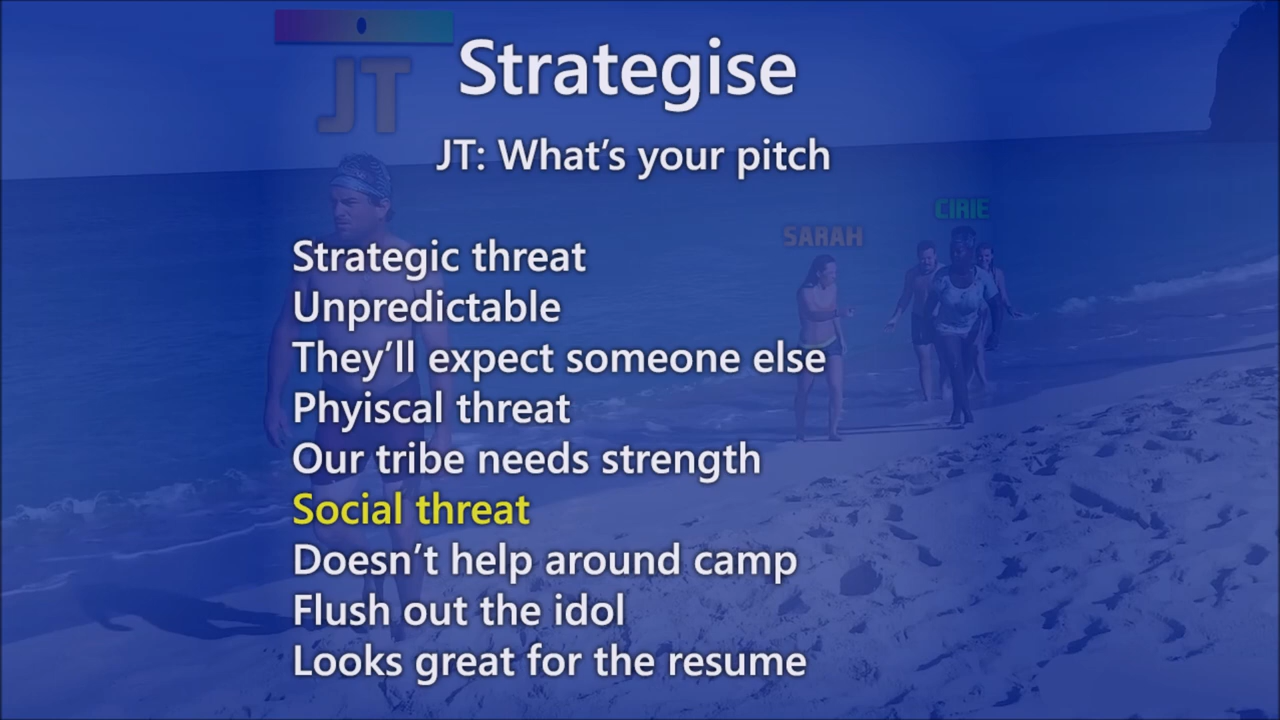 Strategise
JT
JT: What's your pitch
SARAH
CIRIE
Strategic threat
Unpredictable
They'll expect someone else
Phyiscal threat
Our tribe needs strength
Social threat
Doesn't help around camp
Flush out the idol
Looks great for the resume